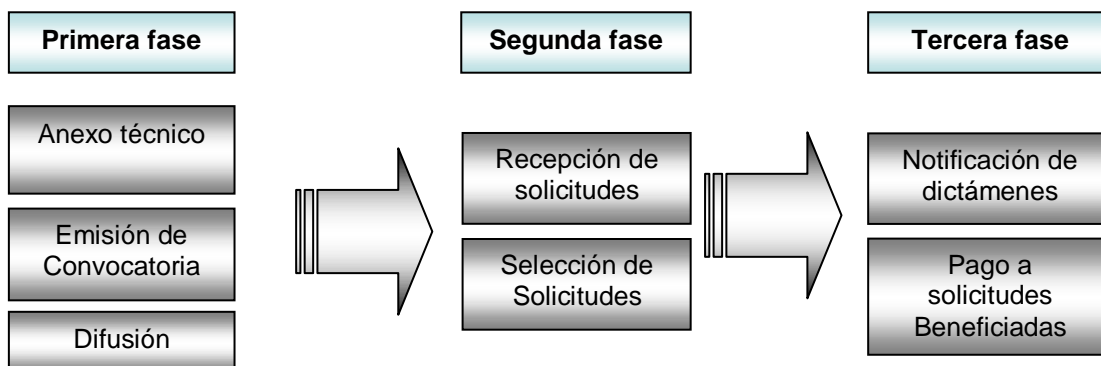 Primera fase
Anexo técnico
Emisión de
Convocatoria
Difusión
Segunda fase
Recepción de
solicitudes
Selección de
Solicitudes
Tercera fase
Notificación de
dictámenes
Pago a
solicitudes
Beneficiadas